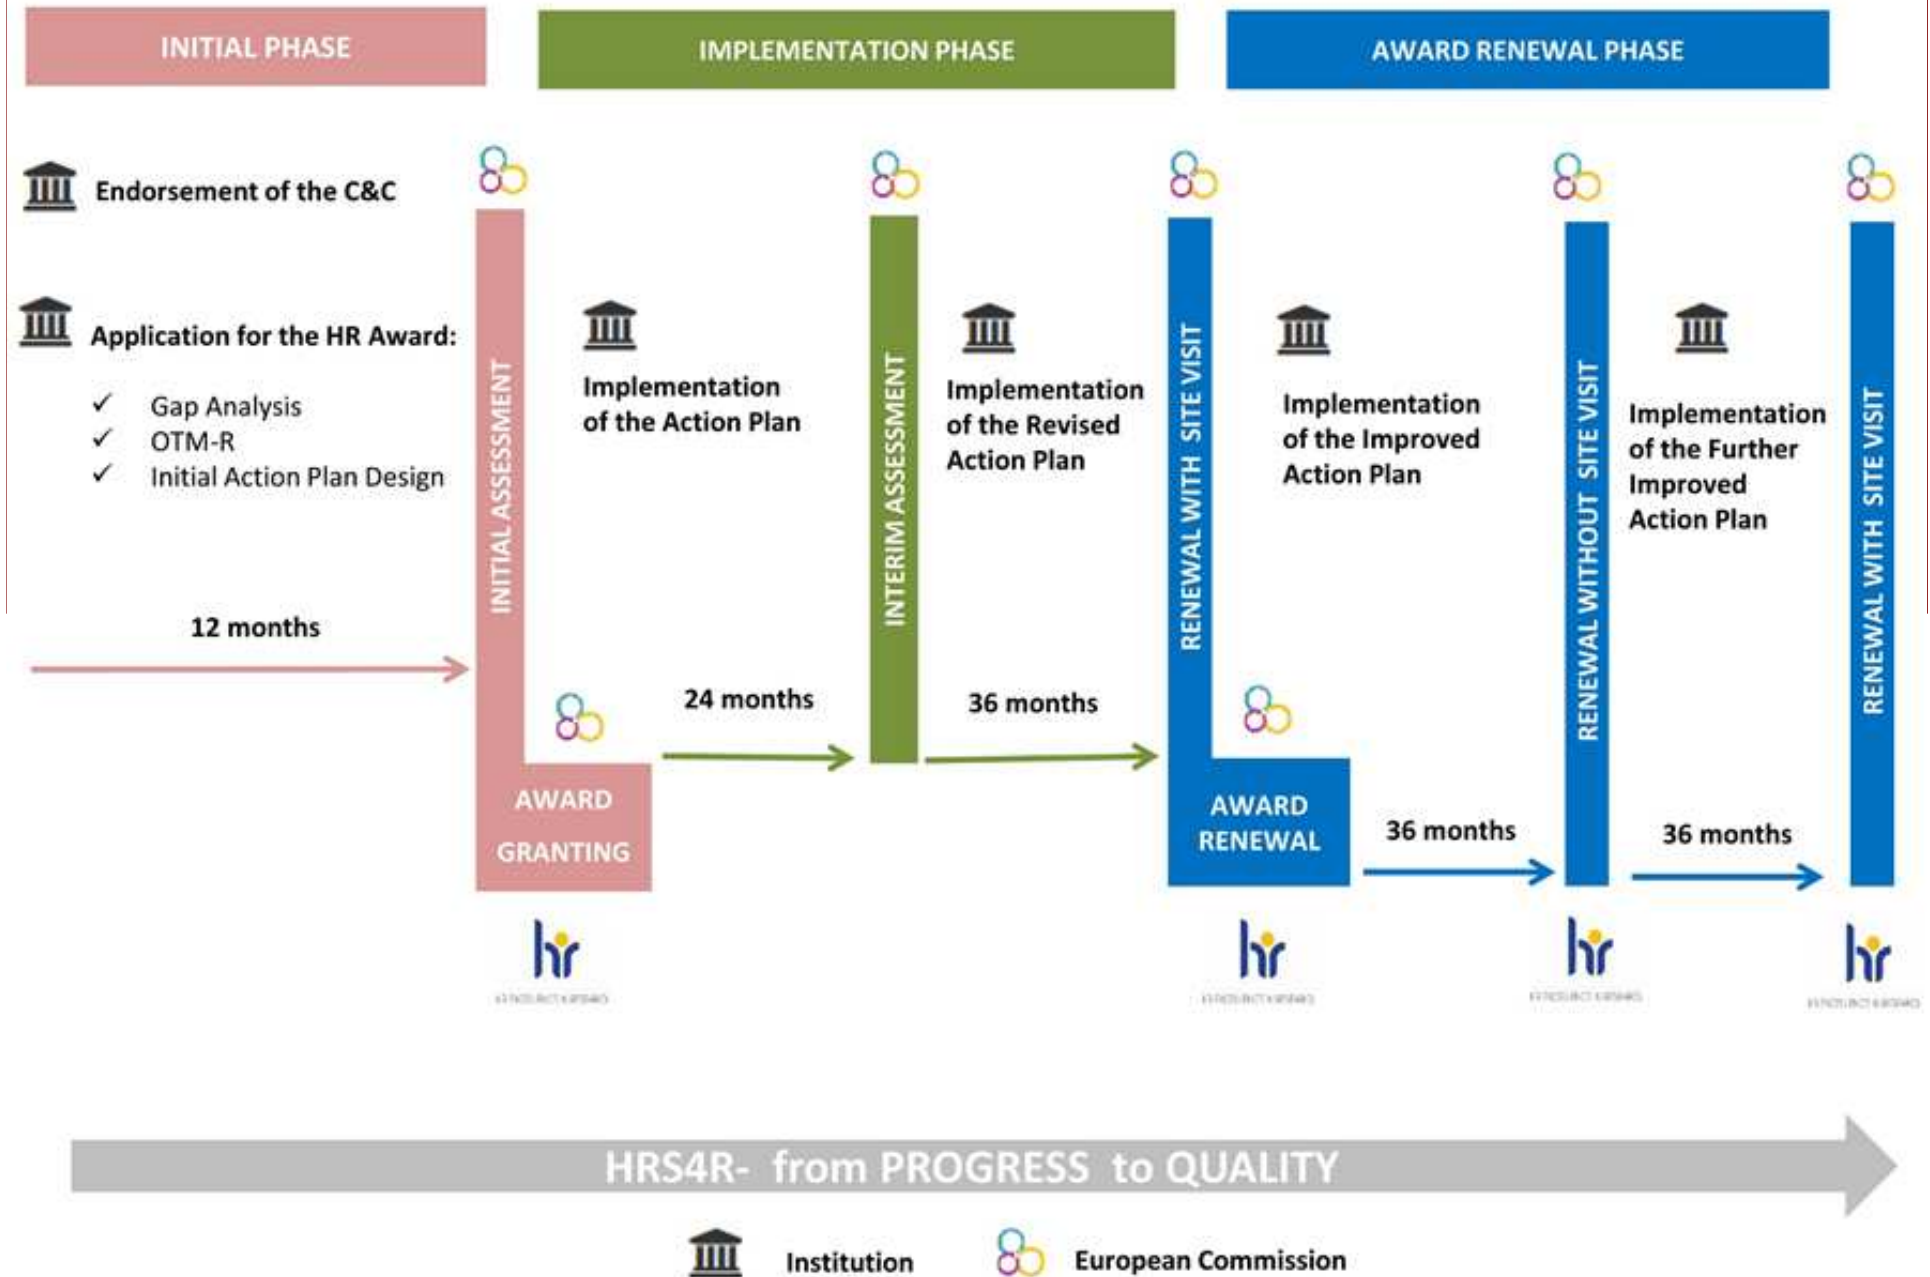 INITIAL PHASE
IMPLEMENTATION PHASE
AWARD RENEWAL PHASE
Endorsement of the C&C
Application for the HR Award:
✓ Gap Analysis
✓ OTM-R
✓ Initial Action Plan Design
12 months
INITIAL ASSESSMENT
AWARD
GRANTING
hr
Implementation
of the Action Plan
24 months
INTERIM ASSESSMENT
Implementation
of the Revised
Action Plan
36 months
RENEWAL WITH SITE VISIT
AWARD
RENEWAL
hr
Implementation
of the Improved
Action Plan
36 months
RENEWAL WITHOUT SITE VISIT
hr
Implementation
of the Further
Improved
Action Plan
36 months
RENEWAL WITH SITE VISIT
hr
HRS4R- from PROGRESS to QUALITY
Institution
European Commission